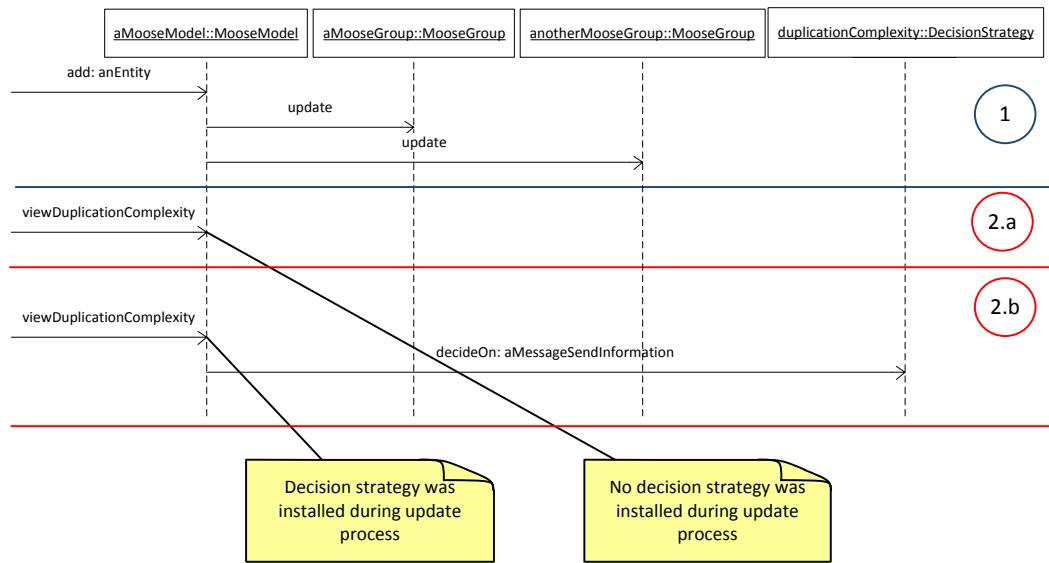 aMooseModel::MooseModel
aMooseGroup::MooseGroup
anotherMooseGroup::MooseGroup
duplicationComplexity::DecisionStrategy
add: anEntity
update
1
update
viewDuplicationComplexity
2.a
viewDuplicationComplexity
2.b
decideOn: aMessageSendInformation
Decision strategy was
installed during update
process
No decision strategy was
installed during update
process